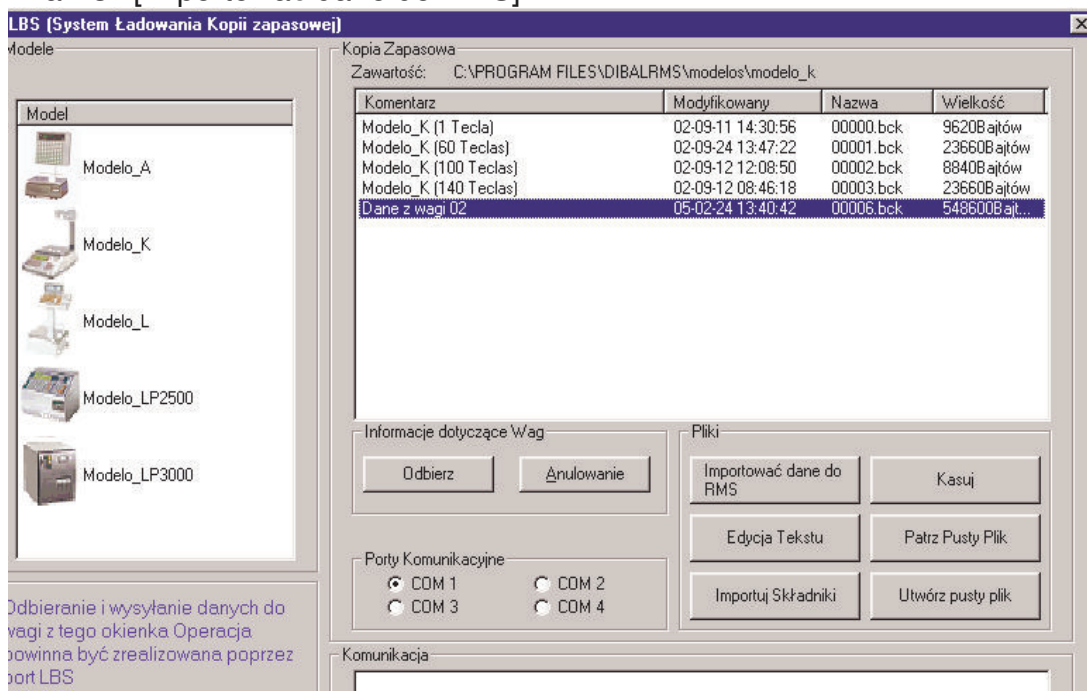 LBS (System Ładowania Kopii zapasowej)
Modele
Model
Modelo_A
Modelo_K
Modelo_L
Modelo_LP2500
Modelo_LP3000
Odbieranie i wysyłanie danych do
wagi z tego okienka Operacja
powinna być zrealizowana poprzez
port LBS
Kopia Zapasowa
Zawartość: C:\PROGRAM FILES\DIBALRMS\modelos\modelo_k
Komentarz Modyfikowany Nazwa Wielkość
Modelo_K (1 Tecla) 02-09-11 14:30:56 00000.bck 9620Bajtów
Modelo_K (60 Teclas) 02-09-24 13:47:22 00001.bck 23660Bajtów
Modelo_K (100 Teclas) 02-09-12 12:08:50 00002.bck 8840Bajtów
Modelo_K (140 Teclas) 02-09-12 08:46:18 00003.bck 23660Bajtów
Dane z wagi 02 05-02-24 13:40:42 00006.bck 548600Bajt...
Informacje dotyczące Wag
Odbierz Anulowanie
Porty Komunikacyjne
COM 1 COM 2
COM 3 COM 4
Pliki
Importować dane do
RMS
Kasuj
Edycja Tekstu Patrz Pusty Plik
Importuj Składniki Utwórz pusty plik
Komunikacja